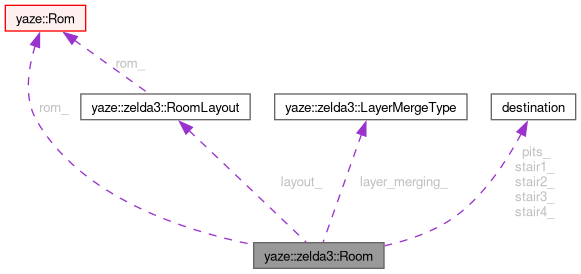 yaze::Rom
rom_
yaze::zelda3::RoomLayout
yaze::zelda3::LayerMergeType
destination
rom_
pits_
stair1_
stair2_
stair3_
stair4_
layout_
layer_merging_
yaze::zelda3::Room